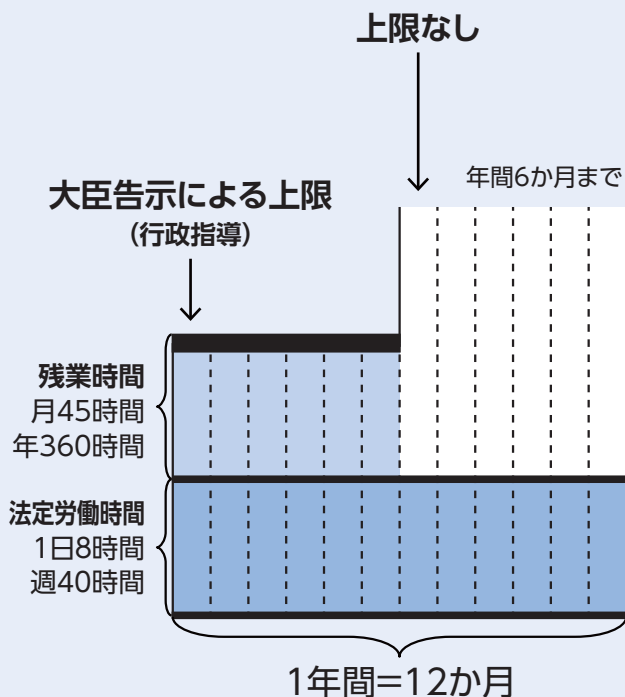 上限なし
年間6か月まで
大臣告示による上限
(行政指導)
残業時間
月45時間
年360時間
法定労働時間
1日8時間
週40時間
1年間=12か月